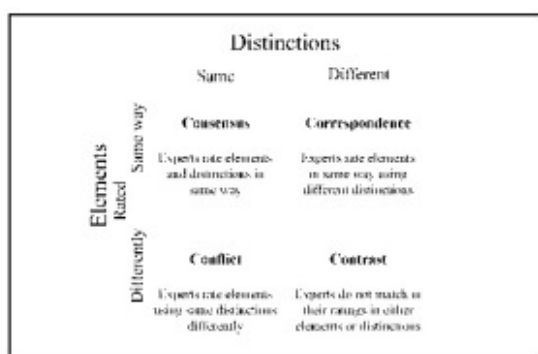 Distinctions
Same Different
Elements
Rated
Same way
Consensus Correspondence
Experts rate elements Experts rate elements
and distinctions in in same way using
same way different distinctions
Differently
Conflict Contrast
Experts rate elements Experts do not match in
using same distinctions their ratings in either
differently elements or distinctions